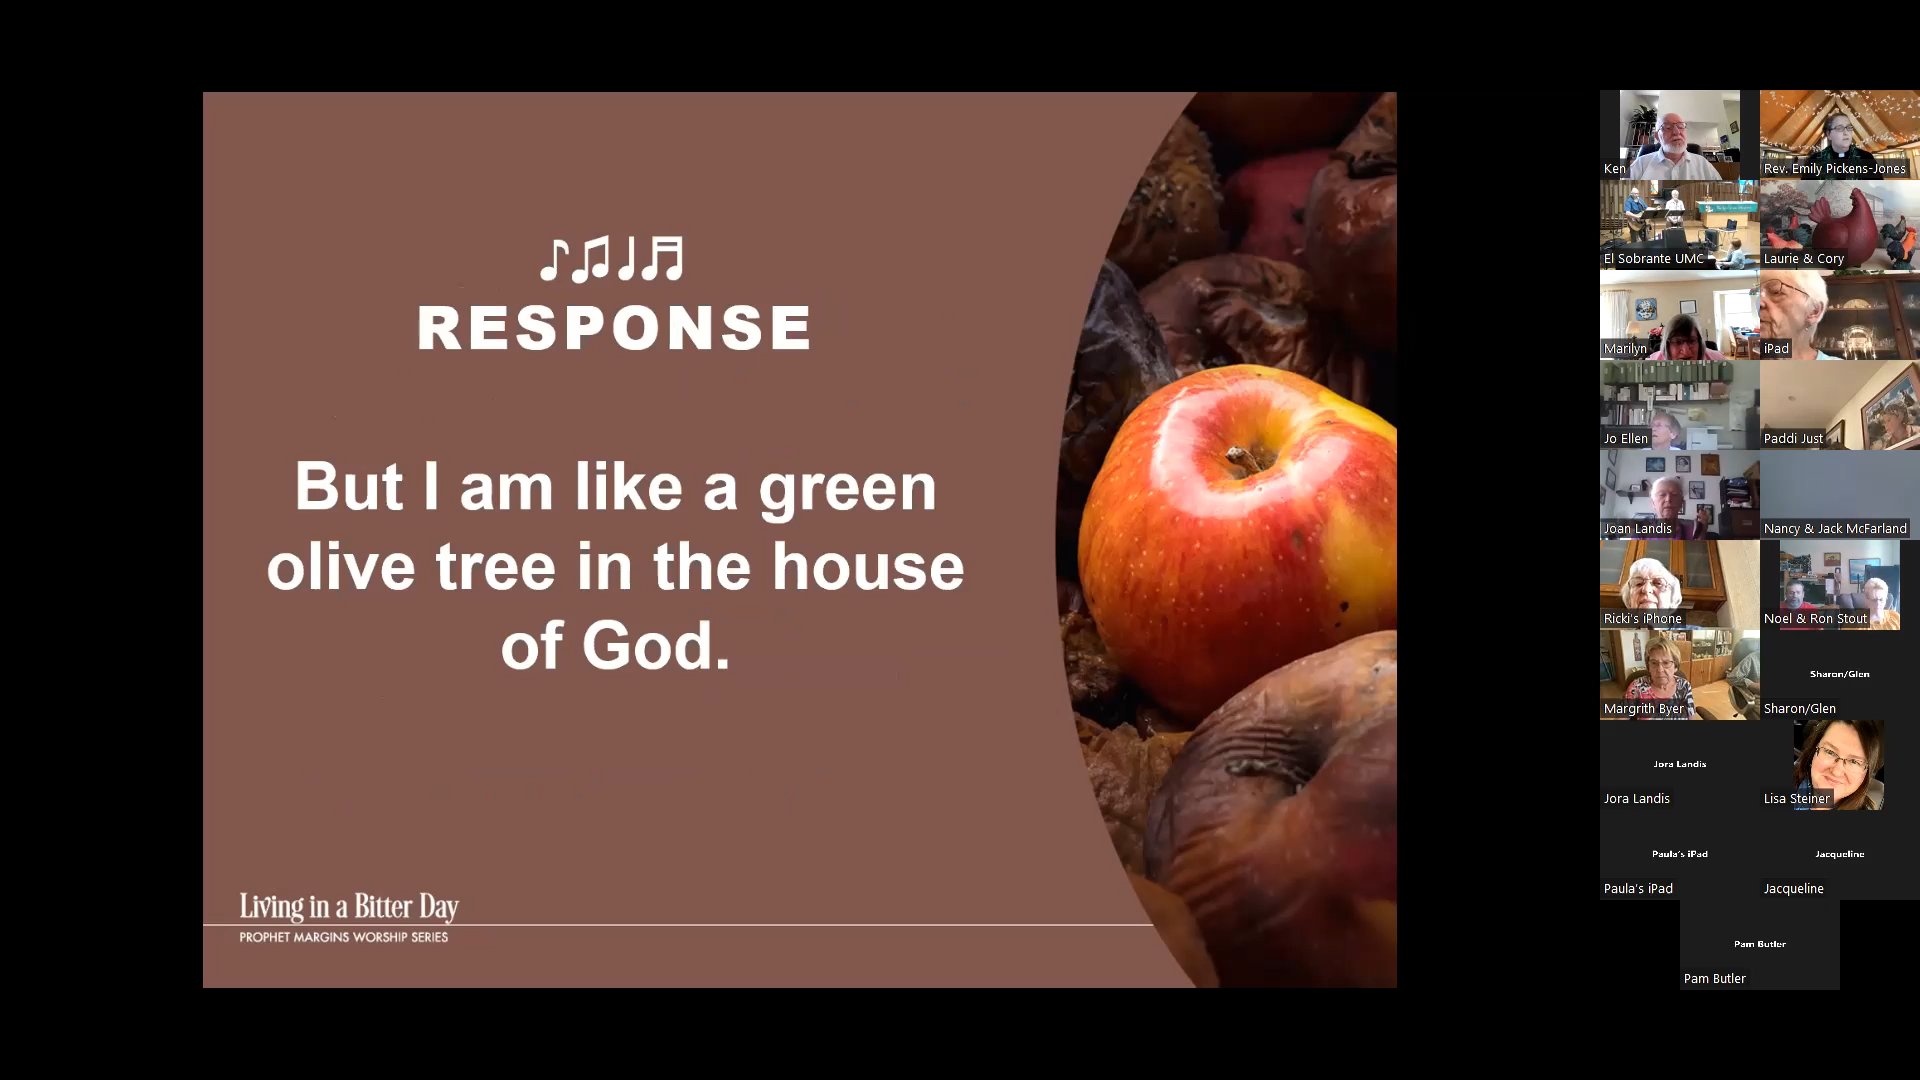 RESPONSE
But I am like a green
olive tree in the house
of God.
Living in a Bitter Day
PROPHET MARGINS WORSHIP SERIES
Ken
Rev. Emily Pickens-Jones
El Sobrante UMC
Laurie & Cory
Marilyn
iPad
Jo Ellen
Paddi Just
Joan Landis
Nancy & Jack McFarland
Ricki's iPhone
Noel & Ron Stout
Margrith Byer
Sharon/Glen
Sharon/Glen
Jora Landis
Jora Landis
Lisa Steiner
Paula's iPad
Paula's iPad
Jacqueline
Jacqueline
Pam Butler
Pam Butler